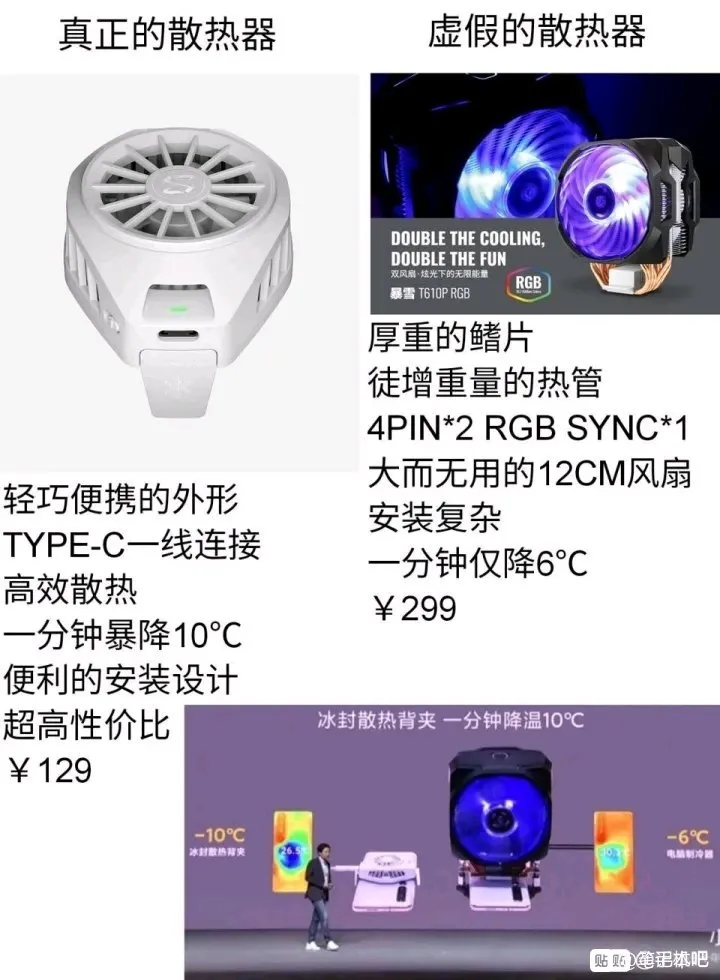 真正的散热器
虚假的散热器
DOUBLE THE COOLING,
DOUBLE THE FUN
双风扇·炫光下的无限能量
暴雪 T610P RGB
RGB
轻巧便携的外形
TYPE-C一线连接
高效散热
一分钟暴降10℃
便利的安装设计
超高性价比
￥129
厚重的鳍片
徒增重量的热管
4PIN*2 RGB SYNC*1
大而无用的12CM风扇
安装复杂
一分钟仅降6℃
￥299
冰封散热背夹 一分钟降温10℃
-10℃
冰封散热背夹
-6℃
电脑制冷器
贴